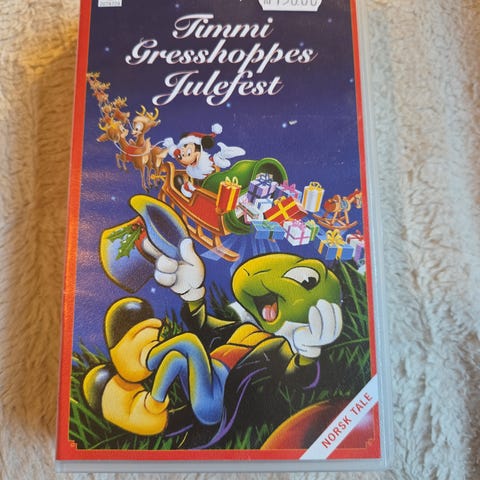 Timmi
Gresshoppes
Julefest
NORSK TALE